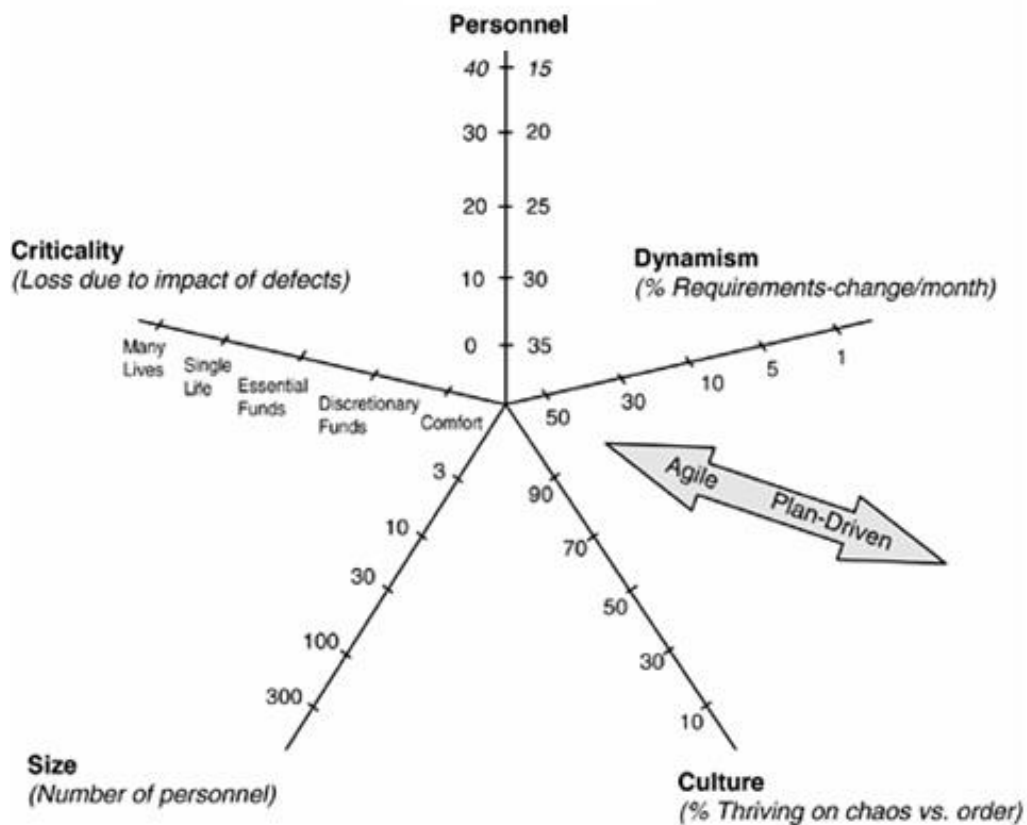 Personnel
40 15
30 20
20 25
10 30
0 35
Criticality
(Loss due to impact of defects)
Many
Lives
Single
Life
Essential
Funds
Discretionary
Funds
Comfort
Dynamism
(% Requirements-change/month)
50
30
10
5
1
Agile
Plan-Driven
3
10
30
100
300
90
70
50
30
10
Size
(Number of personnel)
Culture
(% Thriving on chaos vs. order)